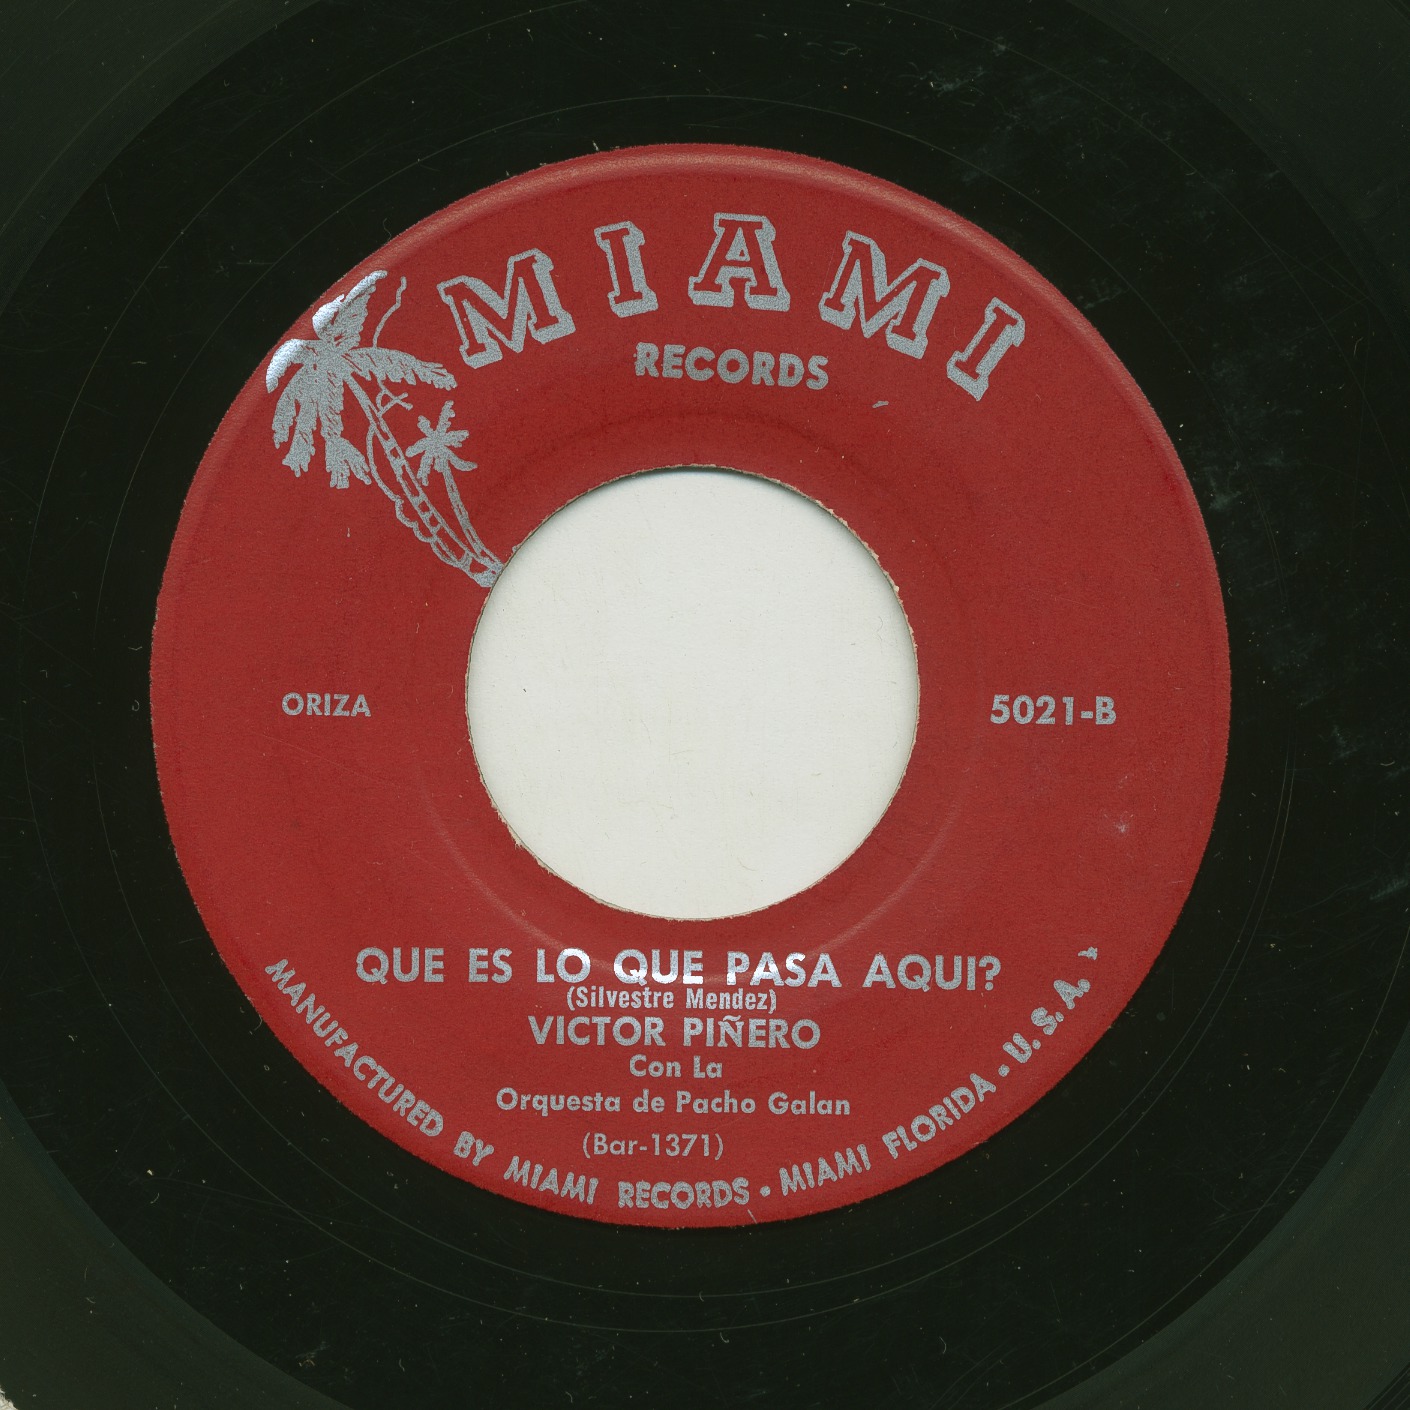 MIAMI
RECORDS
ORIZA
5021-B
QUE ES LO QUE PASA AQUI?
(Silvestre Mendez)
VICTOR PIÑERO
Con La
Orquesta de Pacho Galan
(Bar-1371)
MANUFACTURED BY MIAMI RECORDS • MIAMI FLORIDA • U.S.A.